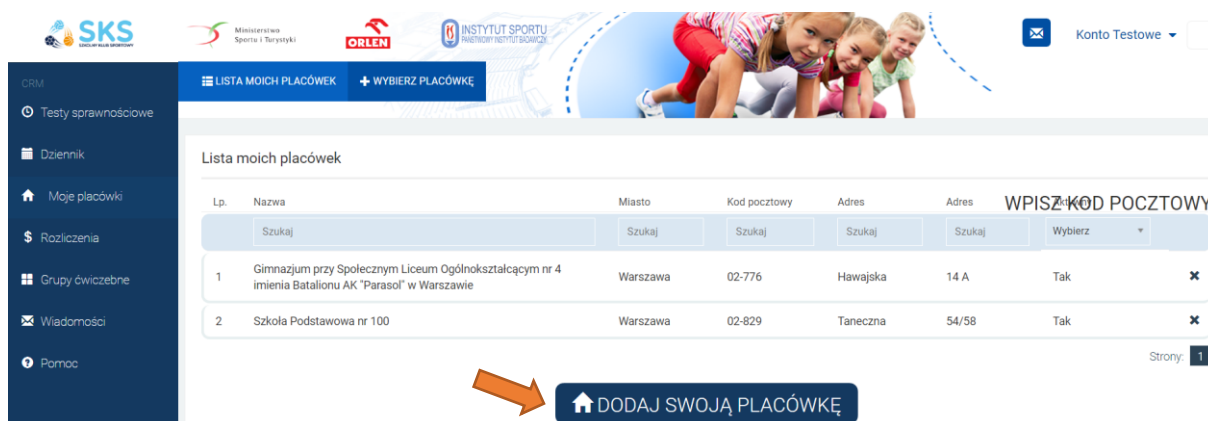 SKS
SZKOLNY KLUB SPORTOWY
Ministerstwo
Sportu i Turystyki
ORLEN
INSTYTUT SPORTU
PAŃSTWOWY INSTYTUT BADAWCZY
Konto Testowe
CRM
LISTA MOICH PLACÓWEK
WYBIERZ PLACÓWKĘ
Testy sprawnościowe
Dziennik
Moje placówki
$ Rozliczenia
Grupy ćwiczebne
Wiadomości
Pomoc
Lista moich placówek
Lp. Nazwa Miasto Kod pocztowy Adres Adres Aktywny
WPISZ KOD POCZTOWY
Szukaj Szukaj Szukaj Szukaj Szukaj Wybierz
1 Gimnazjum przy Społecznym Liceum Ogólnokształcącym nr 4 imienia Batalionu AK "Parasol" w Warszawie Warszawa 02-776 Hawajska 14 A Tak
2 Szkoła Podstawowa nr 100 Warszawa 02-829 Taneczna 54/58 Tak
Strony: 1
DODAJ SWOJĄ PLACÓWKĘ